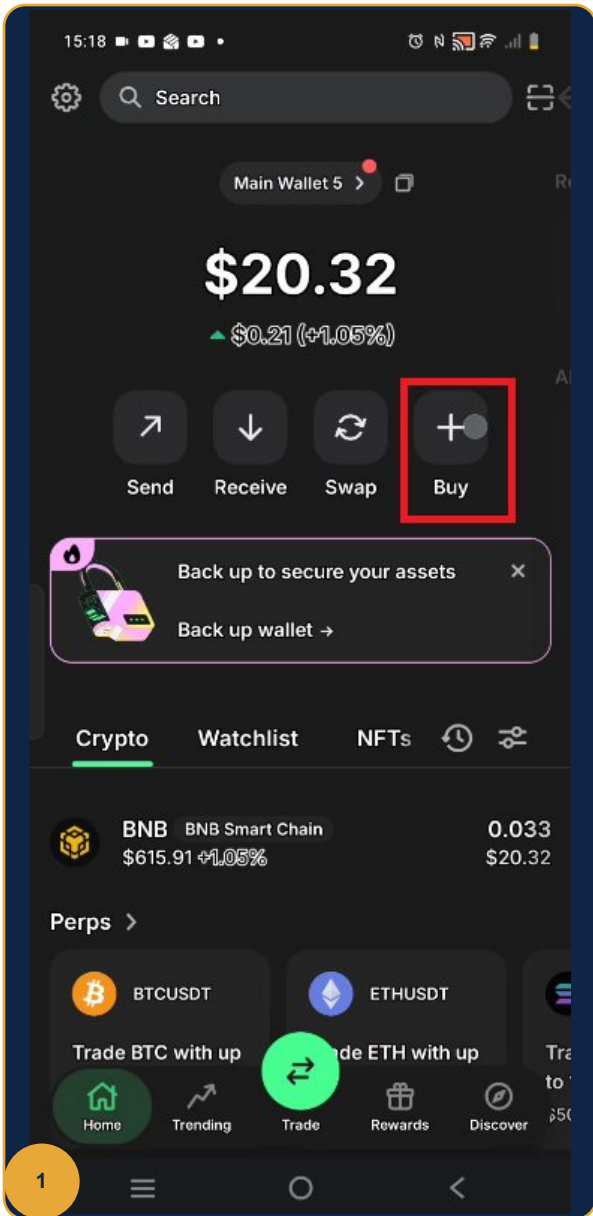 15:18
Search
Main Wallet 5 >
$20.32
$0.21 (+1.05%)
Send Receive Swap Buy
Back up to secure your assets
Back up wallet →
Crypto Watchlist NFTs
BNB BNB Smart Chain 0.033
$615.91 +1.05% $20.32
Perps >
BTCUSDT ETHUSDT
Trade BTC with up de ETH with up Tra
to
$50
Home Trending Trade Rewards Discover
1